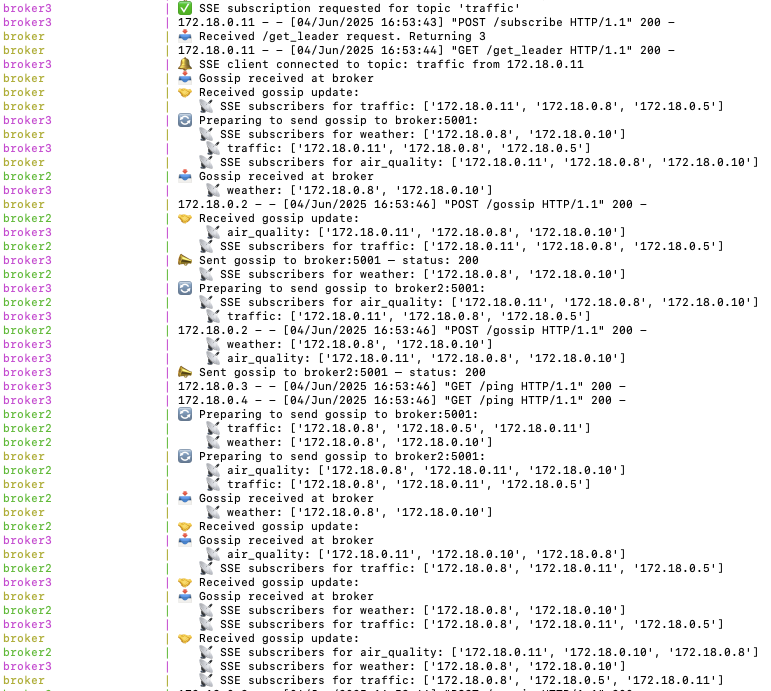 broker3 | ✅ SSE subscription requested for topic 'traffic'
broker3 | 172.18.0.11 - - [04/Jun/2025 16:53:43] "POST /subscribe HTTP/1.1" 200 -
broker | 📥 Received /get_leader request. Returning 3
broker | 172.18.0.11 - - [04/Jun/2025 16:53:44] "GET /get_leader HTTP/1.1" 200 -
broker3 | 🔔 SSE client connected to topic: traffic from 172.18.0.11
broker | 📥 Gossip received at broker
broker | 🤝 Received gossip update:
broker | 📡 SSE subscribers for traffic: ['172.18.0.11', '172.18.0.8', '172.18.0.5']
broker3 | 🔄 Preparing to send gossip to broker:5001:
broker | 📡 SSE subscribers for weather: ['172.18.0.8', '172.18.0.10']
broker3 | 📡 traffic: ['172.18.0.11', '172.18.0.8', '172.18.0.5']
broker | 📡 SSE subscribers for air_quality: ['172.18.0.11', '172.18.0.8', '172.18.0.10']
broker2 | 📥 Gossip received at broker
broker3 | 📡 weather: ['172.18.0.8', '172.18.0.10']
broker | 172.18.0.2 - - [04/Jun/2025 16:53:46] "POST /gossip HTTP/1.1" 200 -
broker2 | 🤝 Received gossip update:
broker3 | 📡 air_quality: ['172.18.0.11', '172.18.0.8', '172.18.0.10']
broker2 | 📡 SSE subscribers for traffic: ['172.18.0.11', '172.18.0.8', '172.18.0.5']
broker3 | 📣 Sent gossip to broker:5001 — status: 200
broker2 | 📡 SSE subscribers for weather: ['172.18.0.8', '172.18.0.10']
broker3 | 🔄 Preparing to send gossip to broker2:5001:
broker2 | 📡 SSE subscribers for air_quality: ['172.18.0.11', '172.18.0.8', '172.18.0.10']
broker3 | 📡 traffic: ['172.18.0.11', '172.18.0.8', '172.18.0.5']
broker2 | 172.18.0.2 - - [04/Jun/2025 16:53:46] "POST /gossip HTTP/1.1" 200 -
broker3 | 📡 weather: ['172.18.0.8', '172.18.0.10']
broker3 | 📡 air_quality: ['172.18.0.11', '172.18.0.8', '172.18.0.10']
broker3 | 📣 Sent gossip to broker2:5001 — status: 200
broker3 | 172.18.0.3 - - [04/Jun/2025 16:53:46] "GET /ping HTTP/1.1" 200 -
broker3 | 172.18.0.4 - - [04/Jun/2025 16:53:46] "GET /ping HTTP/1.1" 200 -
broker2 | 🔄 Preparing to send gossip to broker:5001:
broker2 | 📡 traffic: ['172.18.0.8', '172.18.0.5', '172.18.0.11']
broker2 | 📡 weather: ['172.18.0.8', '172.18.0.10']
broker | 🔄 Preparing to send gossip to broker2:5001:
broker2 | 📡 air_quality: ['172.18.0.8', '172.18.0.11', '172.18.0.10']
broker | 📡 traffic: ['172.18.0.8', '172.18.0.11', '172.18.0.5']
broker2 | 📥 Gossip received at broker
broker | 📡 weather: ['172.18.0.8', '172.18.0.10']
broker2 | 🤝 Received gossip update:
broker3 | 📥 Gossip received at broker
broker | 📡 air_quality: ['172.18.0.11', '172.18.0.10', '172.18.0.8']
broker2 | 📡 SSE subscribers for traffic: ['172.18.0.8', '172.18.0.11', '172.18.0.5']
broker3 | 🤝 Received gossip update:
broker | 📥 Gossip received at broker
broker2 | 📡 SSE subscribers for weather: ['172.18.0.8', '172.18.0.10']
broker3 | 📡 SSE subscribers for traffic: ['172.18.0.8', '172.18.0.11', '172.18.0.5']
broker | 🤝 Received gossip update:
broker2 | 📡 SSE subscribers for air_quality: ['172.18.0.11', '172.18.0.10', '172.18.0.8']
broker3 | 📡 SSE subscribers for weather: ['172.18.0.8', '172.18.0.10']
broker | 📡 SSE subscribers for traffic: ['172.18.0.8', '172.18.0.5', '172.18.0.11']